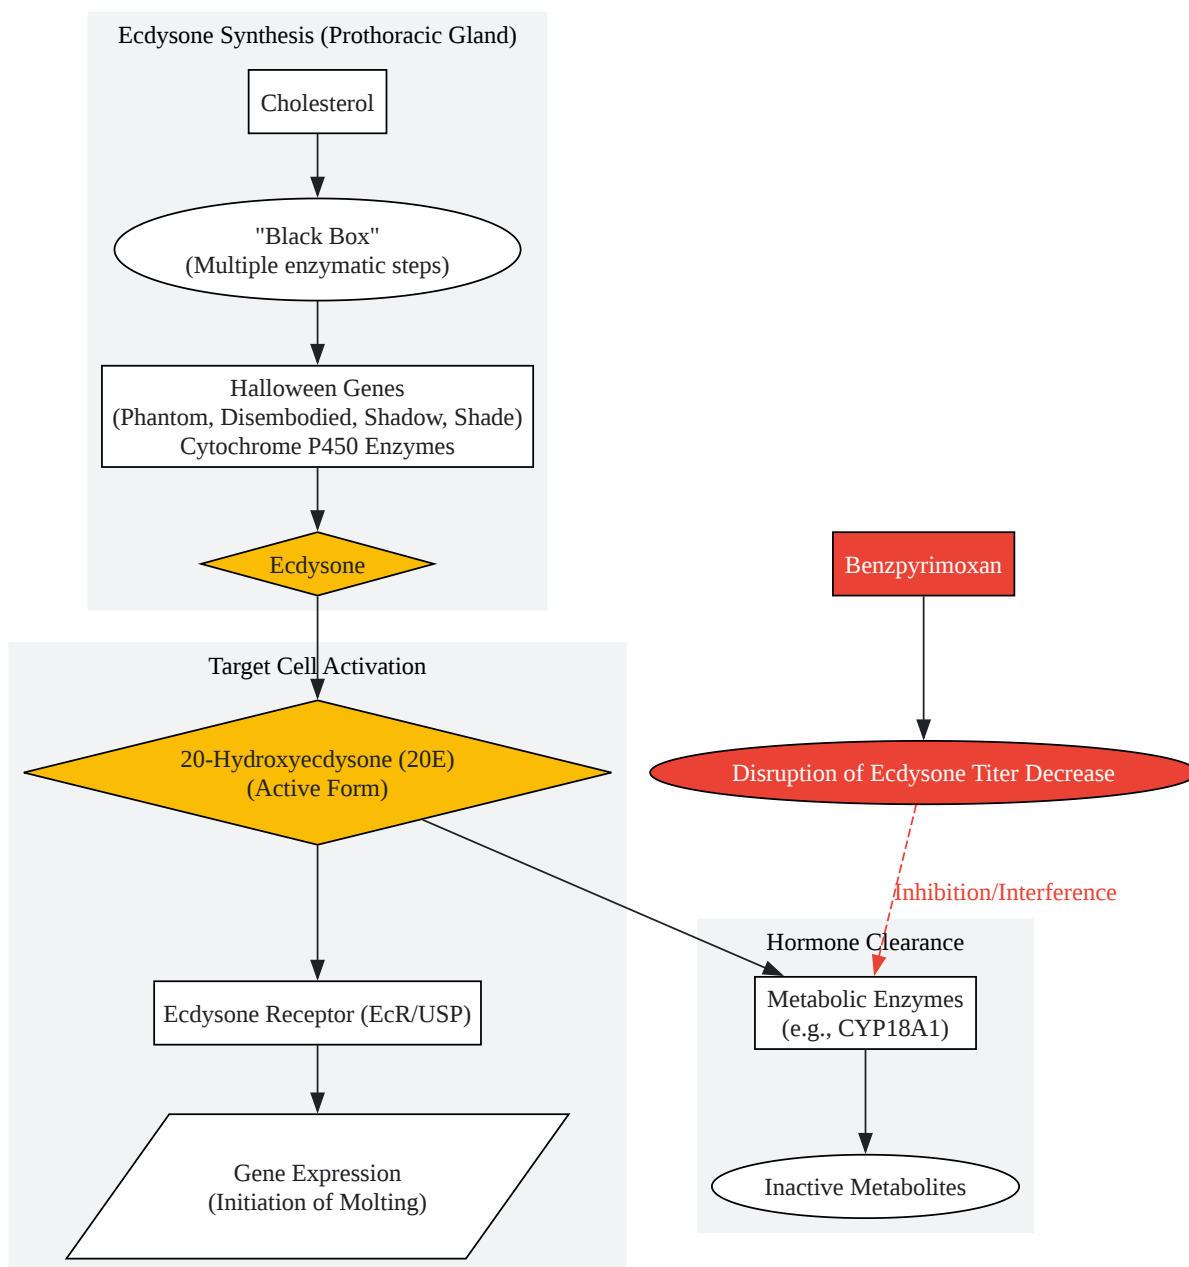 Ecdysone Synthesis (Prothoracic Gland)
Cholesterol
"Black Box"
(Multiple enzymatic steps)
Halloween Genes
(Phantom, Disembodied, Shadow, Shade)
Cytochrome P450 Enzymes
Ecdysone
Benzpyrimoxan
Target Cell Activation
20-Hydroxyecdysone (20E)
(Active Form)
Disruption of Ecdysone Titer Decrease
Inhibition/Interference
Hormone Clearance
Ecdysone Receptor (EcR/USP)
Metabolic Enzymes
(e.g., CYP18A1)
Gene Expression
(Initiation of Molting)
Inactive Metabolites